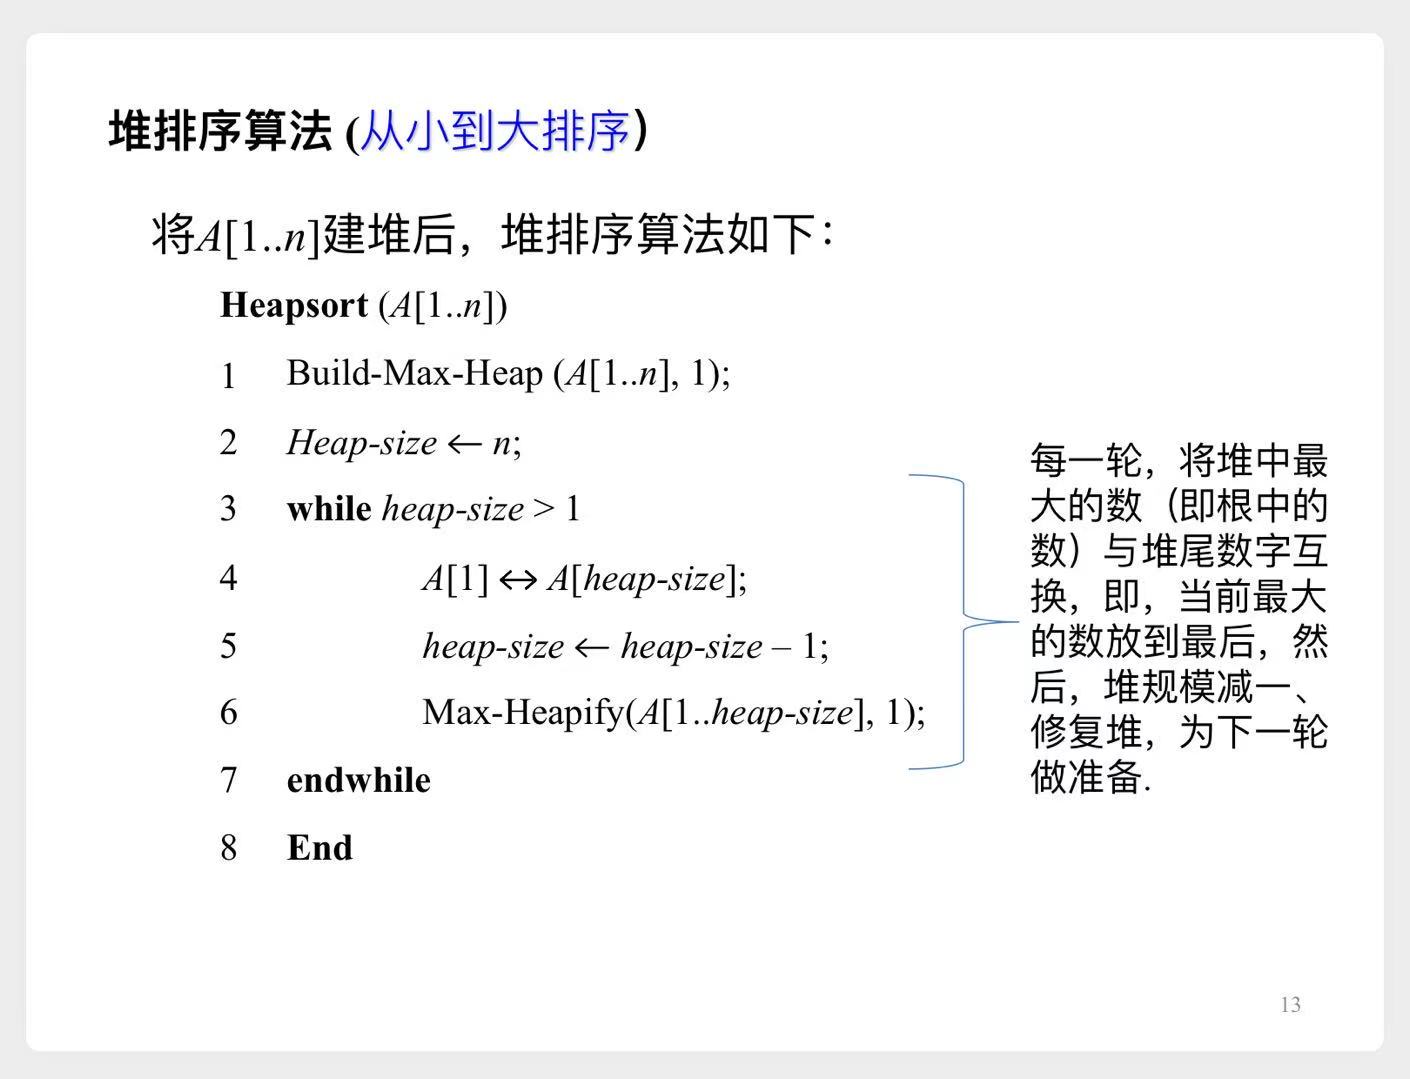 堆排序算法 (从小到大排序)
将A[1..n]建堆后，堆排序算法如下：
Heapsort (A[1..n])
1 Build-Max-Heap (A[1..n], 1);
2 Heap-size ← n;
3 while heap-size > 1
4 A[1] ↔ A[heap-size];
5 heap-size ← heap-size – 1;
6 Max-Heapify(A[1..heap-size], 1);
7 endwhile
8 End
每一轮，将堆中最
大的数（即根中的
数）与堆尾数字互
换，即，当前最大
的数放到最后，然
后，堆规模减一、
修复堆，为下一轮
做准备.
13